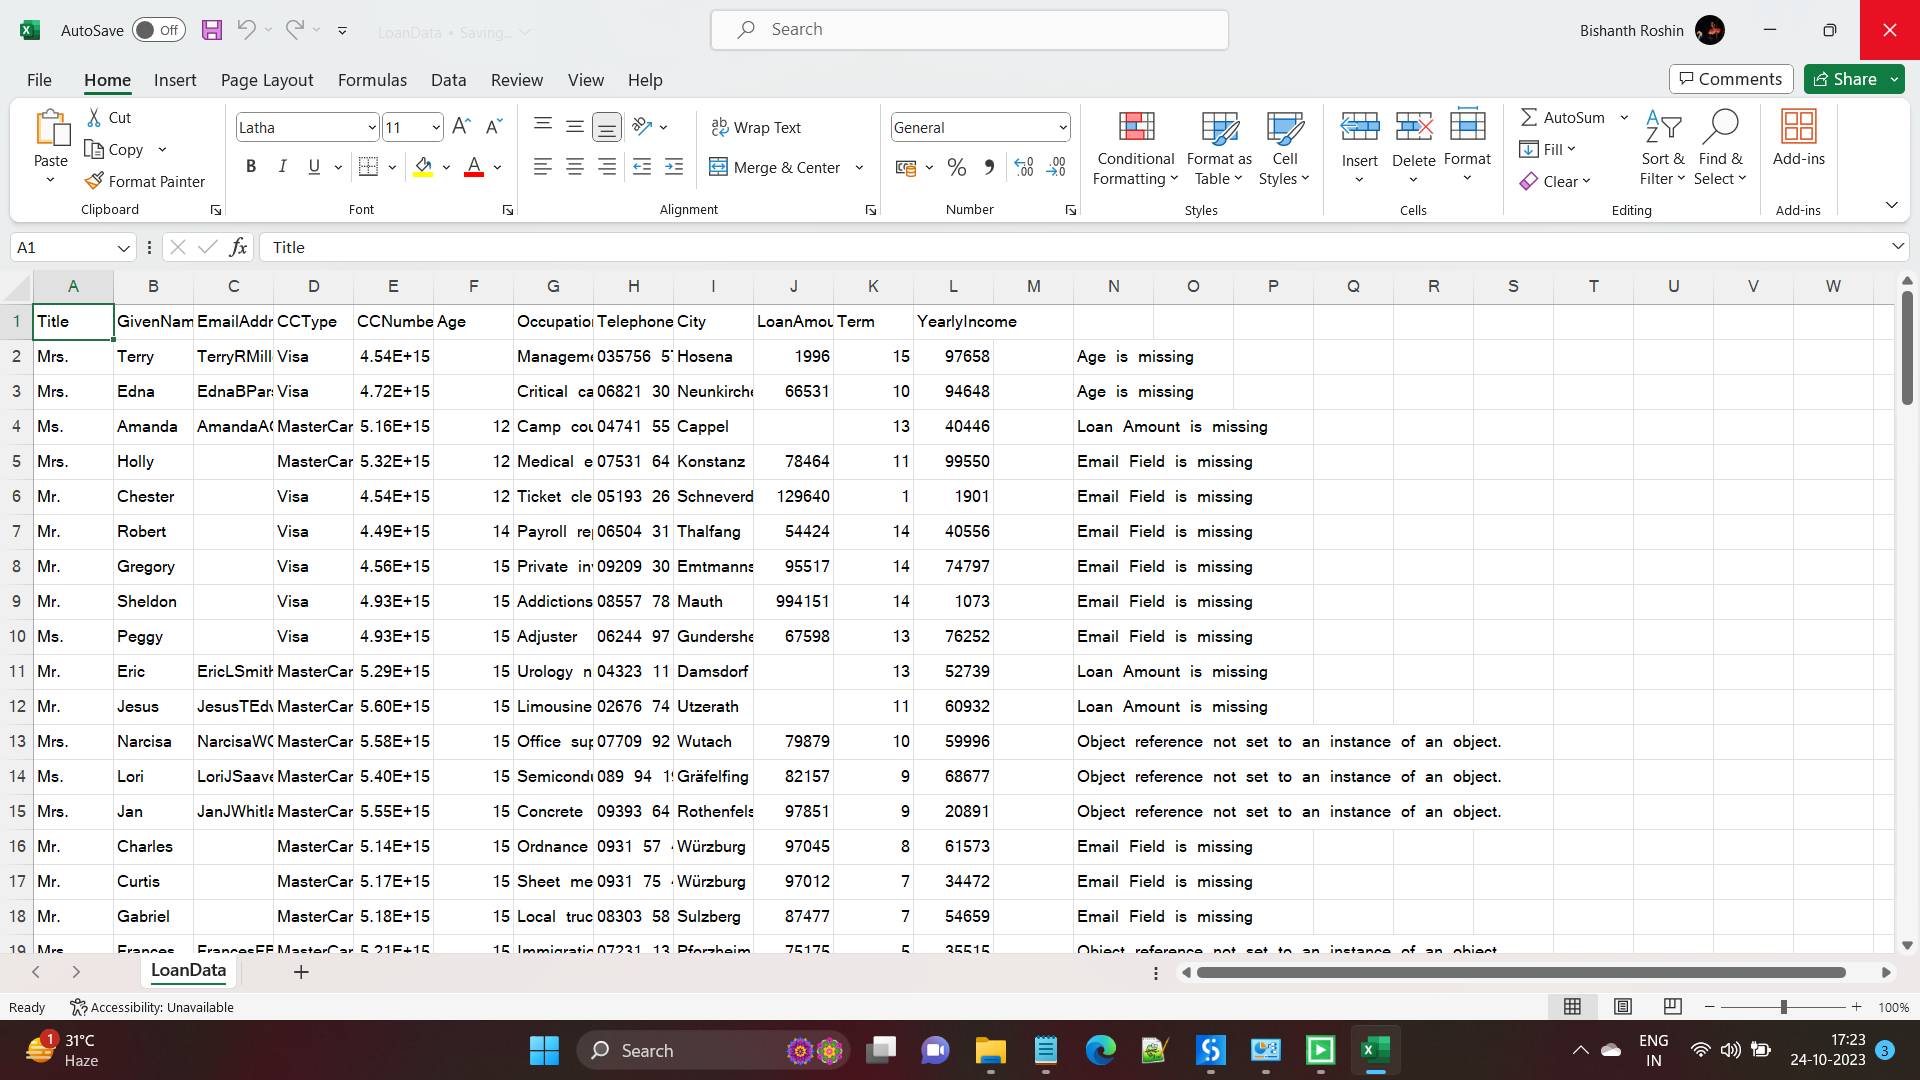 AutoSave Off LoanData • Saving... Search Bishanth Roshin
File Home Insert Page Layout Formulas Data Review View Help Comments Share
Paste Cut Copy Format Painter Clipboard
Latha 11 B I U A Font
Wrap Text Merge & Center Alignment
General % Number
Conditional Formatting Format as Table Cell Styles Styles
Insert Delete Format Cells
AutoSum Fill Clear Sort & Filter Find & Select Editing
Add-ins Add-ins
A1 fx Title
A B C D E F G H I J K L M N O P Q R S T U V W
1 Title GivenNam EmailAddr CCType CCNumbe Age Occupation Telephone City LoanAmou Term YearlyIncome
2 Mrs. Terry TerryRMill Visa 4.54E+15 Manageme 035756 57 Hosena 1996 15 97658 Age is missing
3 Mrs. Edna EdnaBPars Visa 4.72E+15 Critical ca 06821 30 Neunkirche 66531 10 94648 Age is missing
4 Ms. Amanda AmandaAG MasterCar 5.16E+15 12 Camp cou 04741 55 Cappel 13 40446 Loan Amount is missing
5 Mrs. Holly MasterCar 5.32E+15 12 Medical e 07531 64 Konstanz 78464 11 99550 Email Field is missing
6 Mr. Chester Visa 4.54E+15 12 Ticket cle 05193 26 Schneverd 129640 1 1901 Email Field is missing
7 Mr. Robert Visa 4.49E+15 14 Payroll rep 06504 31 Thalfang 54424 14 40556 Email Field is missing
8 Mr. Gregory Visa 4.56E+15 15 Private inv 09209 30 Emtmanns 95517 14 74797 Email Field is missing
9 Mr. Sheldon Visa 4.93E+15 15 Addictions 08557 78 Mauth 994151 14 1073 Email Field is missing
10 Ms. Peggy Visa 4.93E+15 15 Adjuster 06244 97 Gundershe 67598 13 76252 Email Field is missing
11 Mr. Eric EricLSmith MasterCar 5.29E+15 15 Urology n 04323 11 Damsdorf 13 52739 Loan Amount is missing
12 Mr. Jesus JesusTEdw MasterCar 5.60E+15 15 Limousine 02676 74 Utzerath 11 60932 Loan Amount is missing
13 Mrs. Narcisa NarcisaWC MasterCar 5.58E+15 15 Office sup 07709 92 Wutach 79879 10 59996 Object reference not set to an instance of an object.
14 Ms. Lori LoriJSaave MasterCar 5.40E+15 15 Semicondu 089 94 19 Gräfelfing 82157 9 68677 Object reference not set to an instance of an object.
15 Mrs. Jan JanJWhitla MasterCar 5.55E+15 15 Concrete 09393 64 Rothenfels 97851 9 20891 Object reference not set to an instance of an object.
16 Mr. Charles MasterCar 5.14E+15 15 Ordnance 0931 57 Würzburg 97045 8 61573 Email Field is missing
17 Mr. Curtis MasterCar 5.17E+15 15 Sheet me 0931 75 Würzburg 97012 7 34472 Email Field is missing
18 Mr. Gabriel MasterCar 5.18E+15 15 Local truc 08303 58 Sulzberg 87477 7 54659 Email Field is missing
19 Mrs. Frances FrancesFB MasterCar 5.21E+15 15 Immigratio 07231 13 Pforzheim 75175 5 35515 Object reference not set to an instance of an object.
LoanData
Ready Accessibility: Unavailable 100%
1 31°C Haze Search ENG IN 17:23 24-10-2023 3